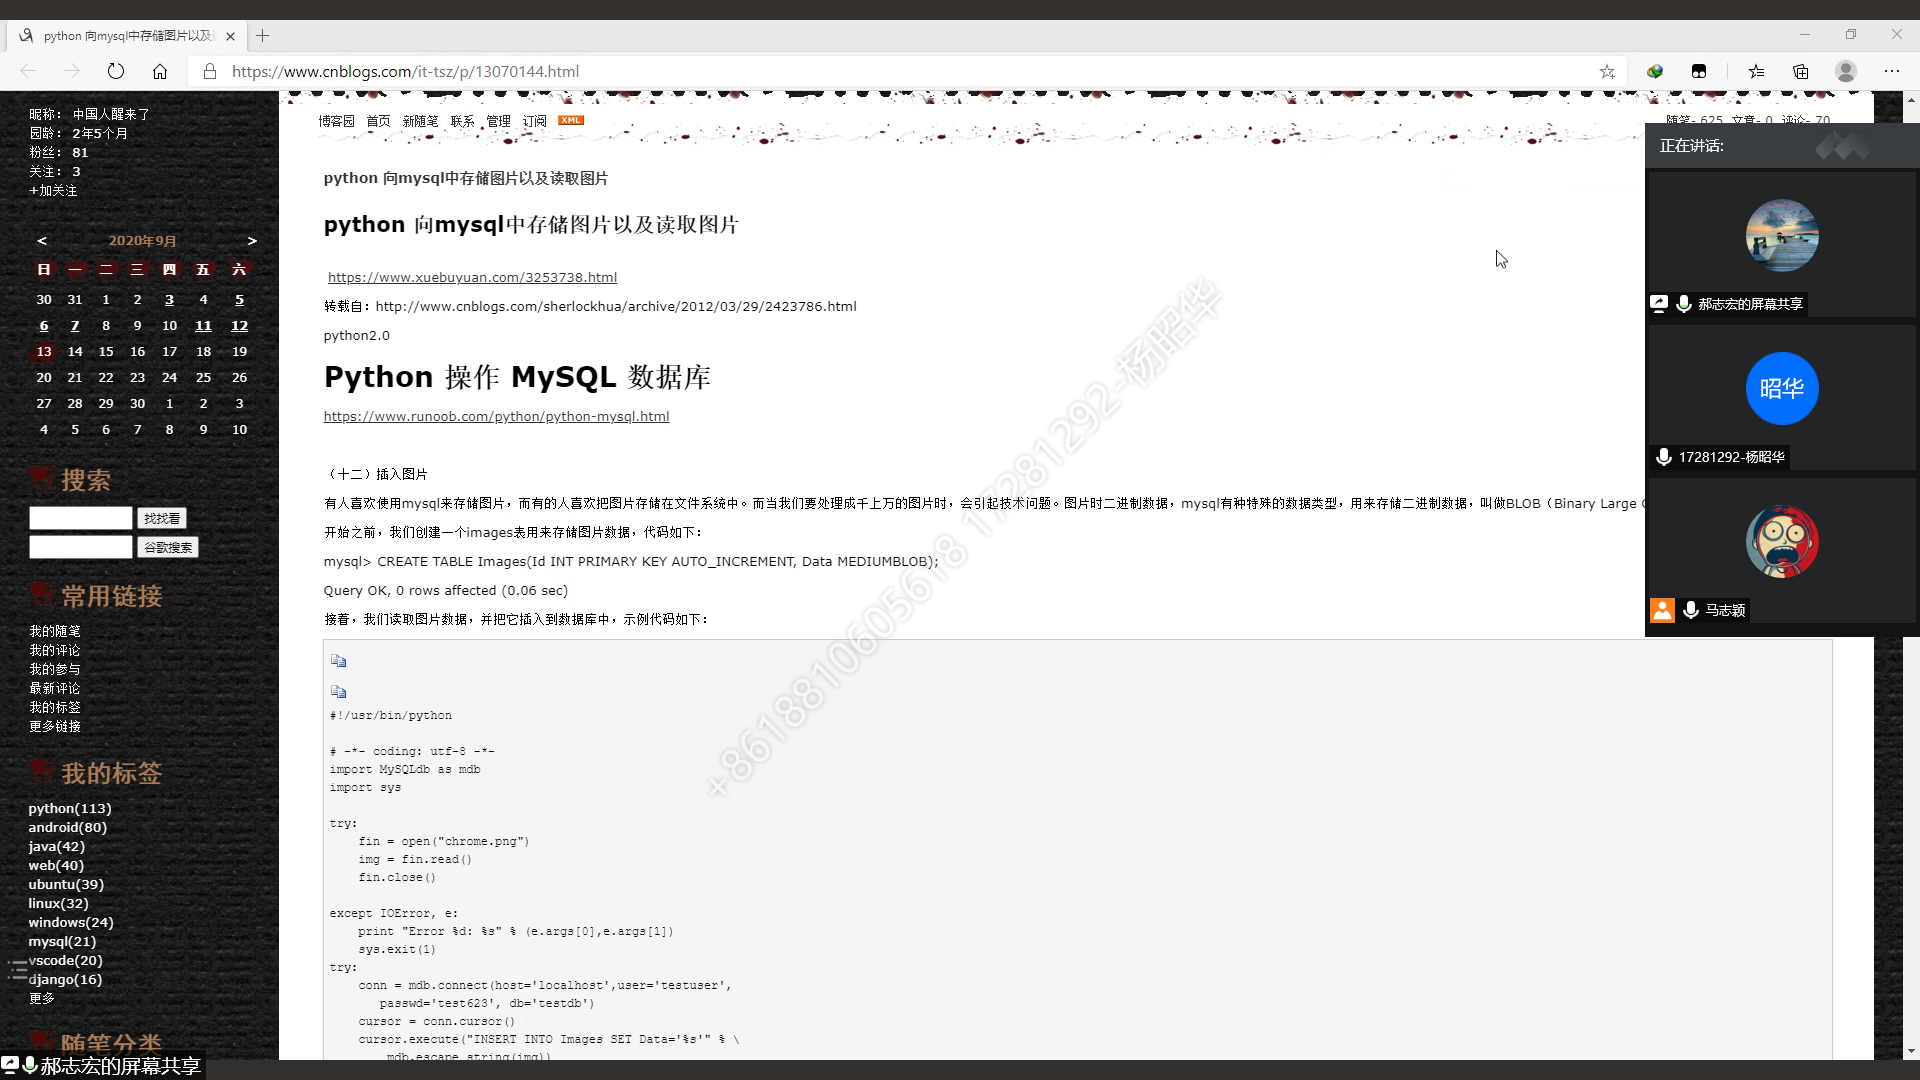 python 向mysql中存储图片以及
https://www.cnblogs.com/it-tsz/p/13070144.html
昵称： 中国人醒来了
园龄： 2年5个月
粉丝： 81
关注： 3
+加关注
< 2020年9月 >
日 一 二 三 四 五 六
30 31 1 2 3 4 5
6 7 8 9 10 11 12
13 14 15 16 17 18 19
20 21 22 23 24 25 26
27 28 29 30 1 2 3
4 5 6 7 8 9 10
搜索
找找看
谷歌搜索
常用链接
我的随笔
我的评论
我的参与
最新评论
我的标签
更多链接
我的标签
python(113)
android(80)
java(42)
web(40)
ubuntu(39)
linux(32)
windows(24)
mysql(21)
vscode(20)
django(16)
更多
随笔分类
郝志宏的屏幕共享
博客园 首页 新随笔 联系 管理 订阅 XML
随笔- 625 文章- 0 评论- 70
python 向mysql中存储图片以及读取图片
python 向mysql中存储图片以及读取图片
https://www.xuebuyuan.com/3253738.html
转载自：http://www.cnblogs.com/sherlockhua/archive/2012/03/29/2423786.html
python2.0
Python 操作 MySQL 数据库
https://www.runoob.com/python/python-mysql.html
（十二）插入图片
有人喜欢使用mysql来存储图片，而有的人喜欢把图片存储在文件系统中。而当我们要处理成千上万的图片时，会引起技术问题。图片时二进制数据，mysql有种特殊的数据类型，用来存储二进制数据，叫做BLOB（Binary Large
开始之前，我们创建一个images表用来存储图片数据，代码如下：
mysql> CREATE TABLE Images(Id INT PRIMARY KEY AUTO_INCREMENT, Data MEDIUMBLOB);
Query OK, 0 rows affected (0.06 sec)
接着，我们读取图片数据，并把它插入到数据库中，示例代码如下：
#!/usr/bin/python
# -*- coding: utf-8 -*-
import MySQLdb as mdb
import sys
try:
fin = open("chrome.png")
img = fin.read()
fin.close()
except IOError, e:
print "Error %d: %s" % (e.args[0],e.args[1])
sys.exit(1)
try:
conn = mdb.connect(host='localhost',user='testuser',
passwd='test623', db='testdb')
cursor = conn.cursor()
cursor.execute("INSERT INTO Images SET Data='%s'" % \
mdb.escape_string(img))
+8618810605618 17281292-杨昭华
正在讲话:
郝志宏的屏幕共享
昭华
17281292-杨昭华
马志颖